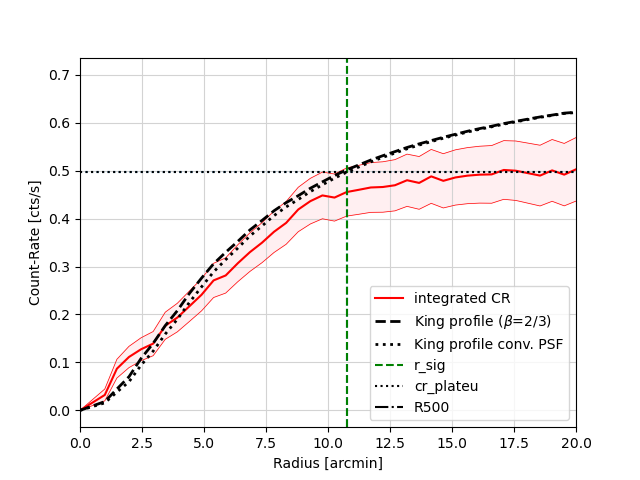 0.7
0.6
0.5
0.4
0.3
0.2
0.1
0.0
Count-Rate [cts/s]
integrated CR
King profile (β=2/3)
King profile conv. PSF
r_sig
cr_plateu
R500
0.0 2.5 5.0 7.5 10.0 12.5 15.0 17.5 20.0
Radius [arcmin]